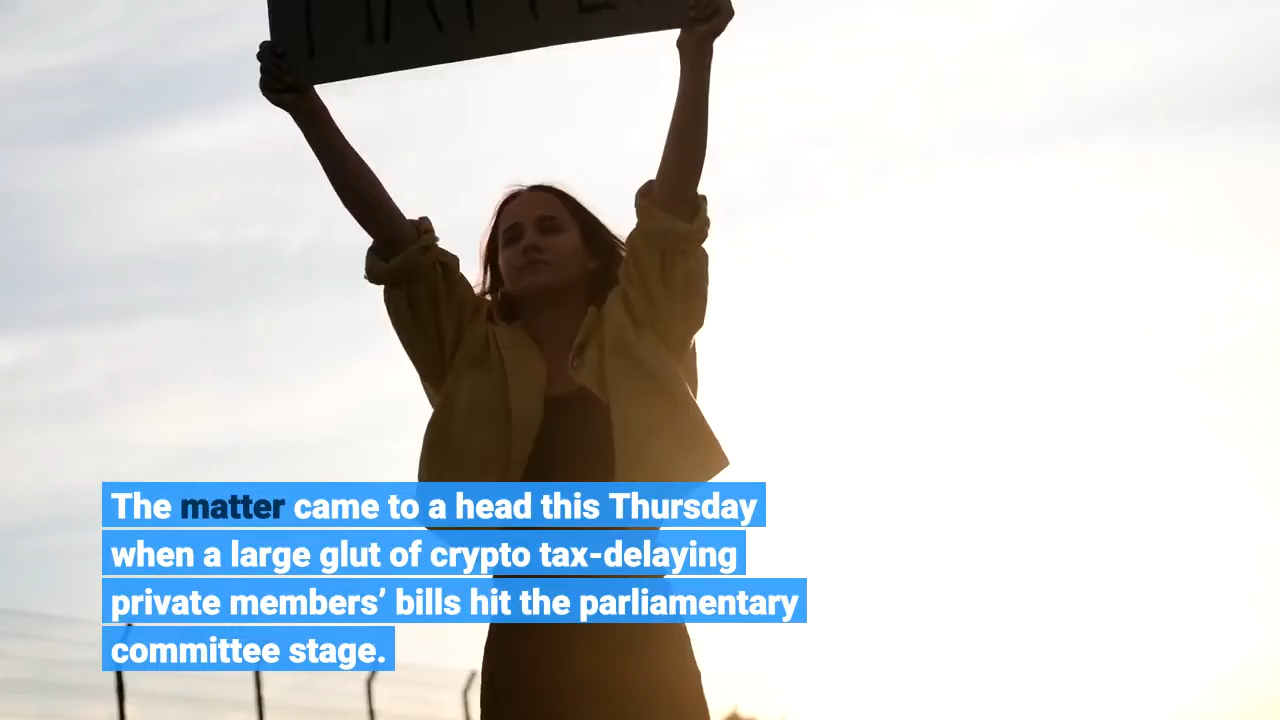 The matter came to a head this Thursday
when a large glut of crypto tax-delaying
private members’ bills hit the parliamentary
committee stage.